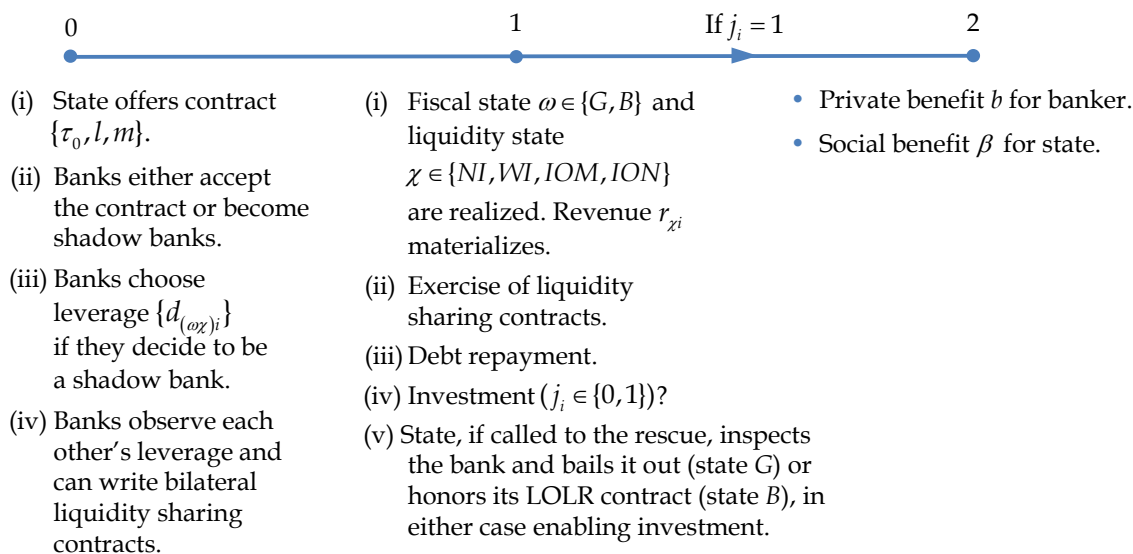 0
1
If j_i = 1
2
(i) State offers contract
{τ_0, l, m}.
(ii) Banks either accept
the contract or become
shadow banks.
(iii) Banks choose
leverage {d_(ωχ)i}
if they decide to be
a shadow bank.
(iv) Banks observe each
other's leverage and
can write bilateral
liquidity sharing
contracts.
(i) Fiscal state ω ∈ {G, B} and
liquidity state
χ ∈ {NI, WI, IOM, ION}
are realized. Revenue r_χi
materializes.
(ii) Exercise of liquidity
sharing contracts.
(iii) Debt repayment.
(iv) Investment (j_i ∈ {0, 1})?
(v) State, if called to the rescue, inspects
the bank and bails it out (state G) or
honors its LOLR contract (state B), in
either case enabling investment.
• Private benefit b for banker.
• Social benefit β for state.